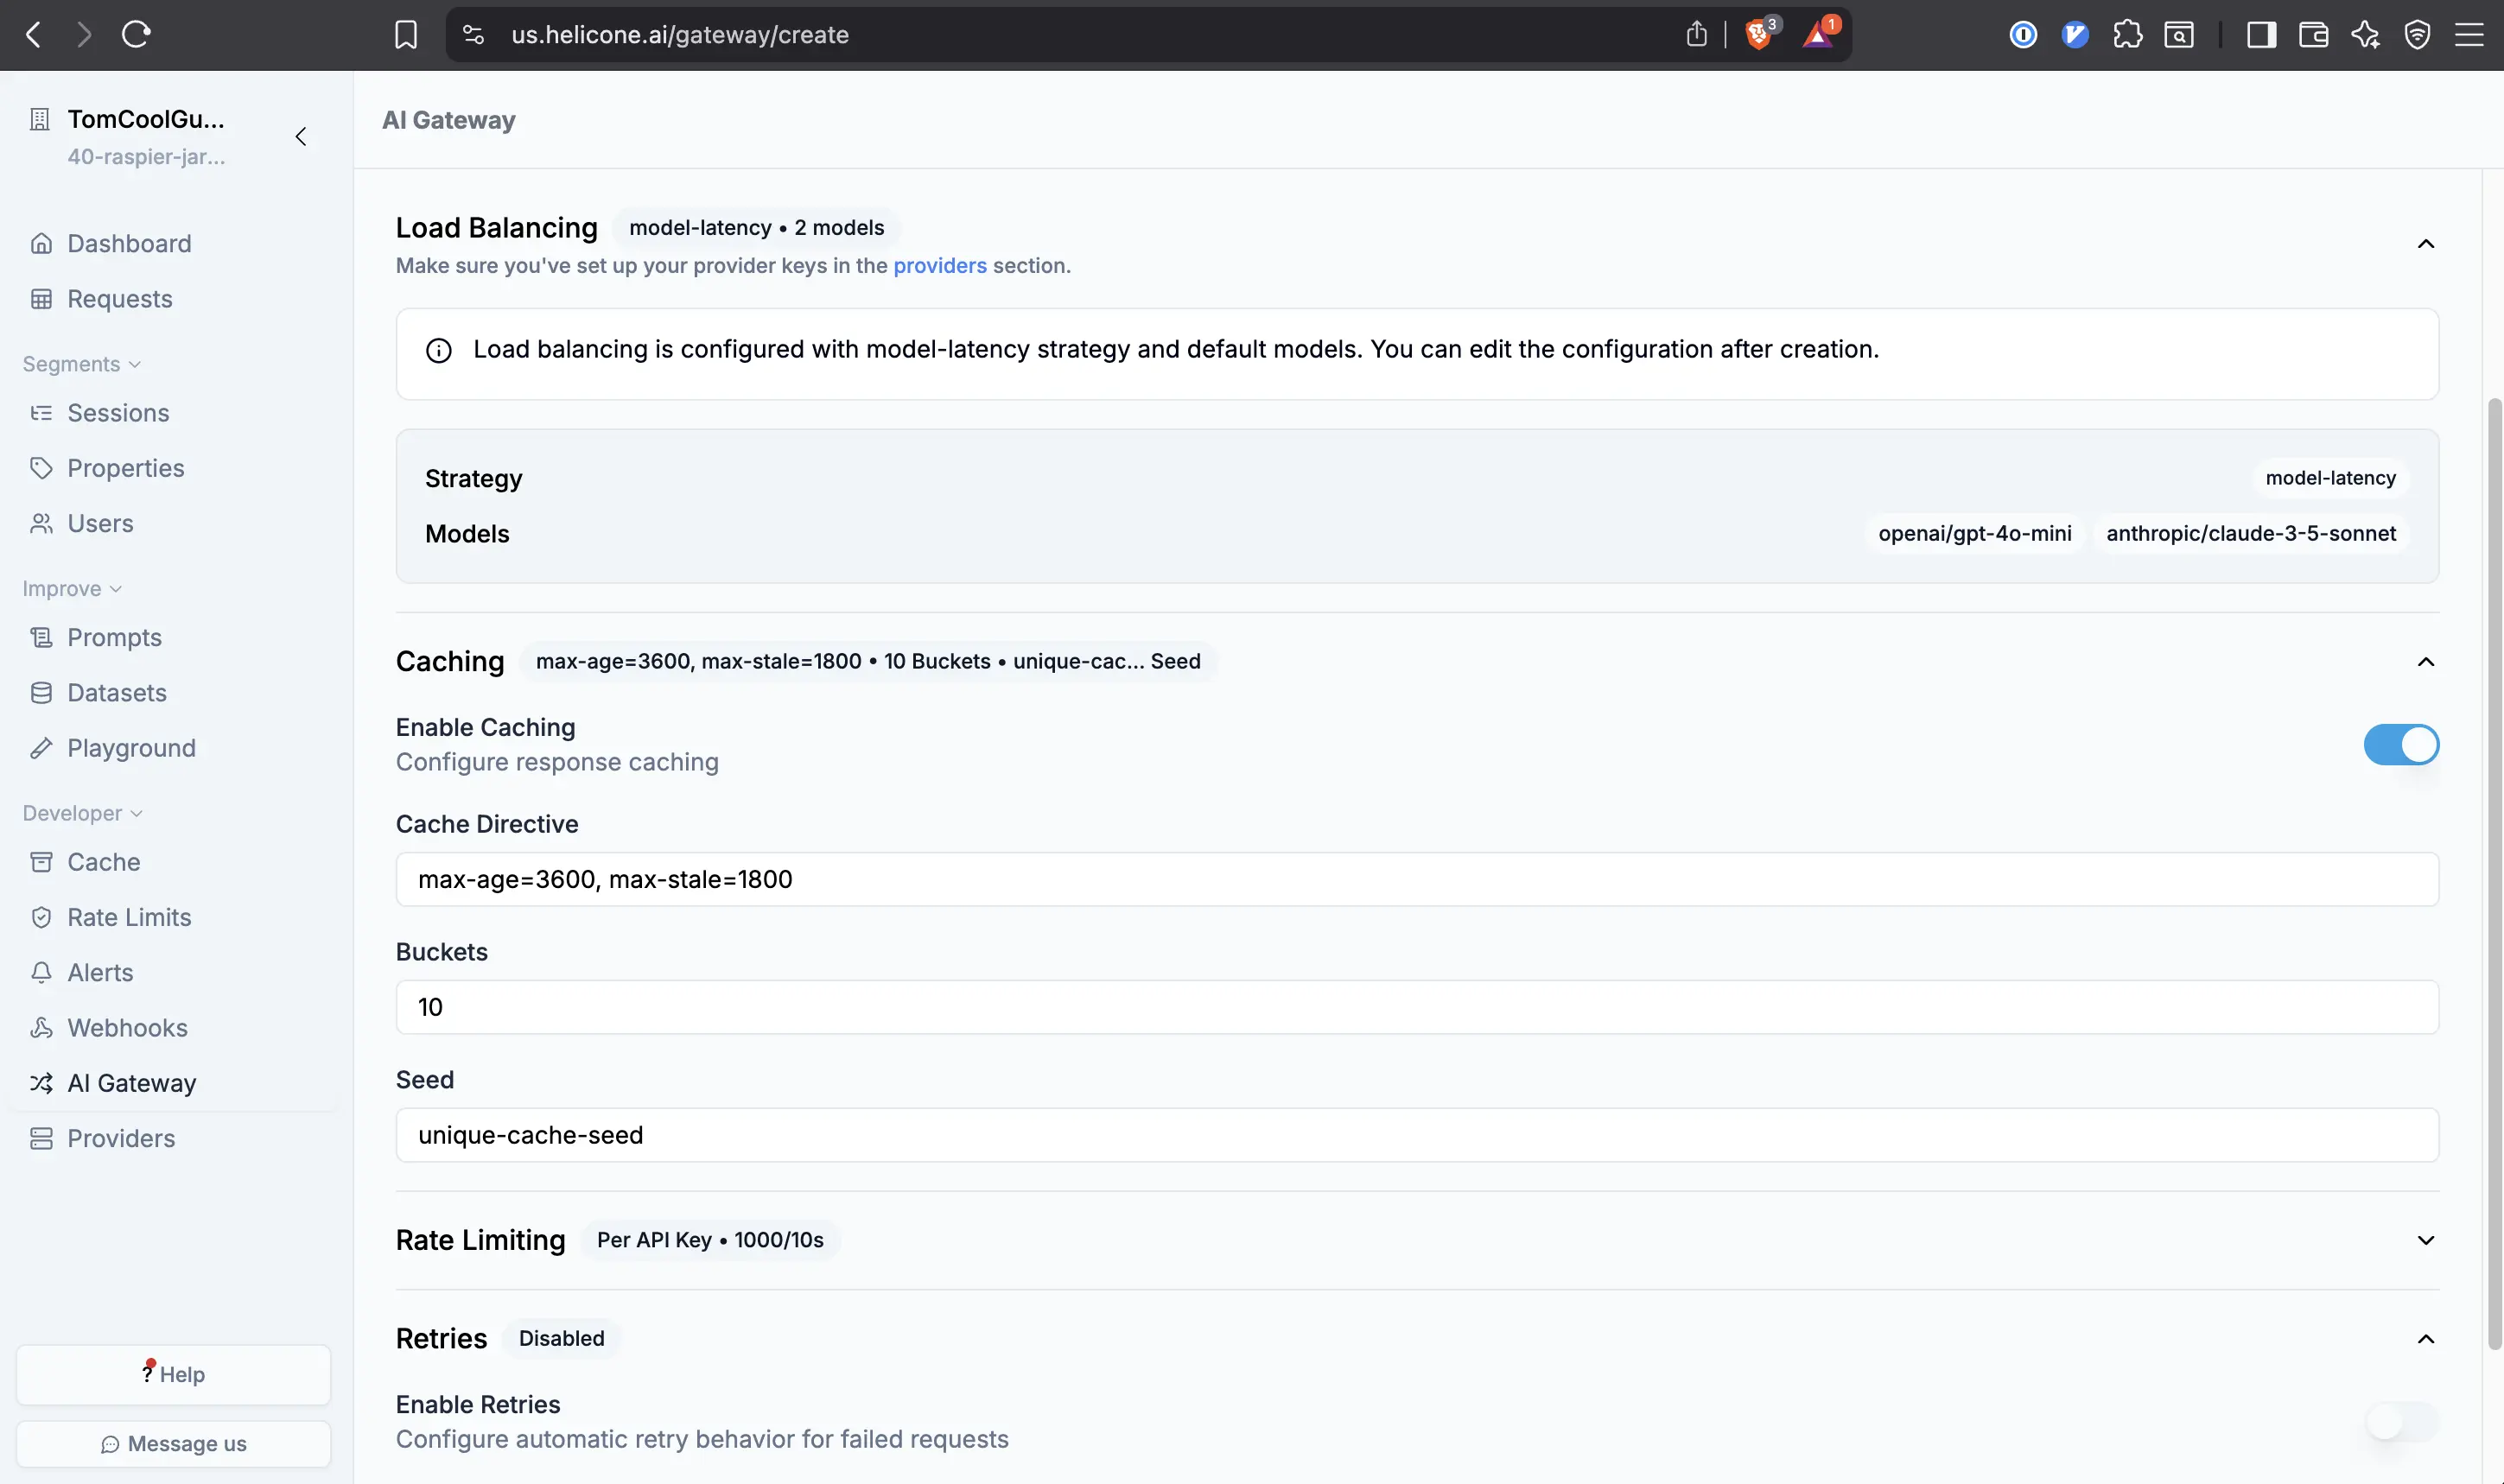 us.helicone.ai/gateway/create
3
1
TomCoolGu...
40-raspier-jar...
Dashboard
Requests
Segments
Sessions
Properties
Users
Improve
Prompts
Datasets
Playground
Developer
Cache
Rate Limits
Alerts
Webhooks
AI Gateway
Providers
? Help
Message us
AI Gateway
Load Balancing model-latency • 2 models
Make sure you've set up your provider keys in the providers section.
Load balancing is configured with model-latency strategy and default models. You can edit the configuration after creation.
Strategy model-latency
Models openai/gpt-4o-mini anthropic/claude-3-5-sonnet
Caching max-age=3600, max-stale=1800 • 10 Buckets • unique-cac... Seed
Enable Caching
Configure response caching
Cache Directive
max-age=3600, max-stale=1800
Buckets
10
Seed
unique-cache-seed
Rate Limiting Per API Key • 1000/10s
Retries Disabled
Enable Retries
Configure automatic retry behavior for failed requests